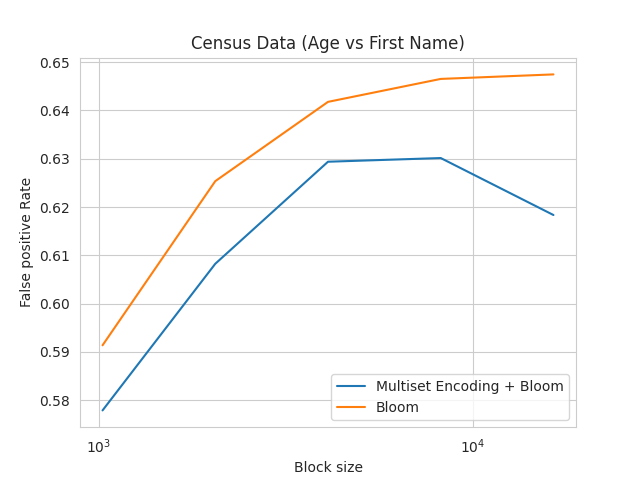 Census Data (Age vs First Name)
False positive Rate
0.65
0.64
0.63
0.62
0.61
0.60
0.59
0.58
10³
10⁴
Block size
Multiset Encoding + Bloom
Bloom